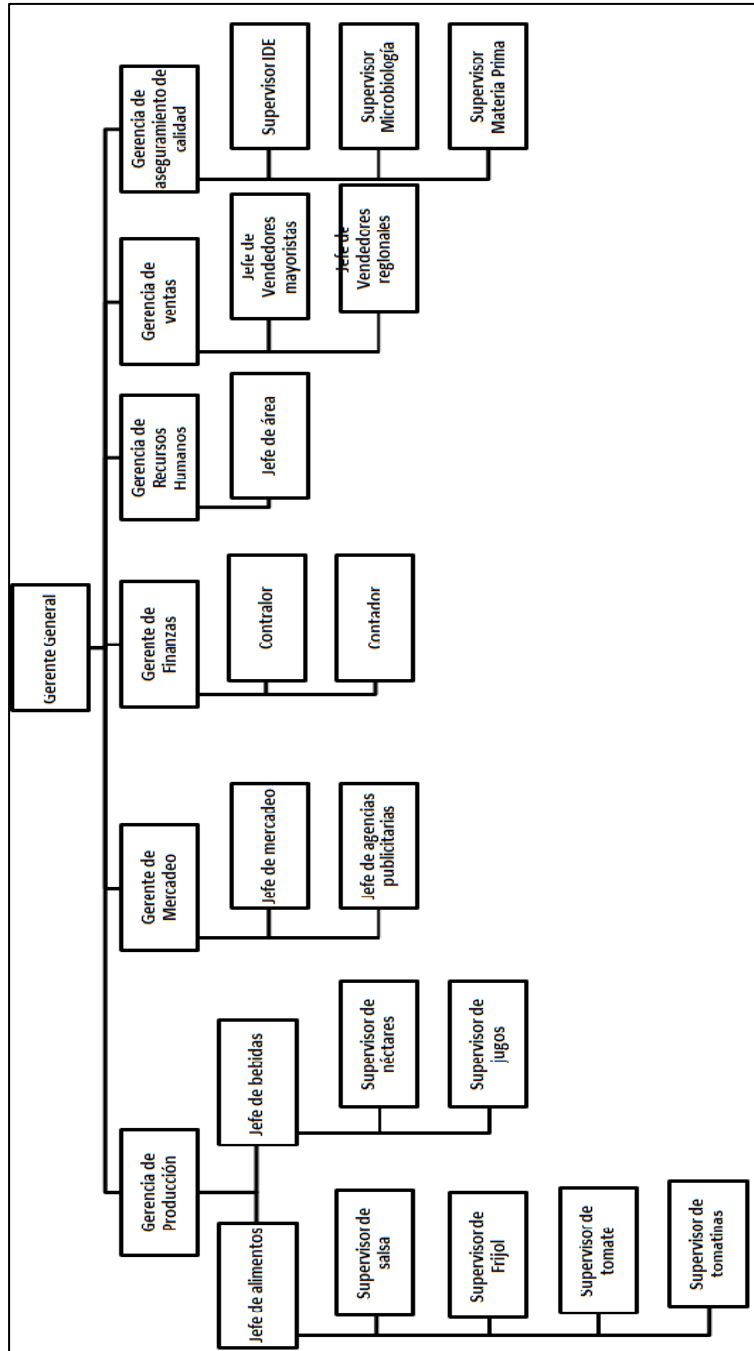 Gerente General
Gerencia de
Producción
Jefe de alimentos
Supervisor de
salsa
Supervisor de
Frijol
Supervisor de
tomate
Supervisor de
tomatinas
Jefe de bebidas
Supervisor de
néctares
Supervisor de
jugos
Gerente de
Mercadeo
Jefe de mercadeo
Jefe de agencias
publicitarias
Gerente de
Finanzas
Contralor
Contador
Gerencia de
Recursos
Humanos
Jefe de área
Gerencia de
ventas
Jefe de
Vendedores
mayoristas
Jefe de
Vendedores
regionales
Gerencia de
aseguramiento de
calidad
Supervisor IDE
Supervisor
Microbiología
Supervisor
Materia Prima